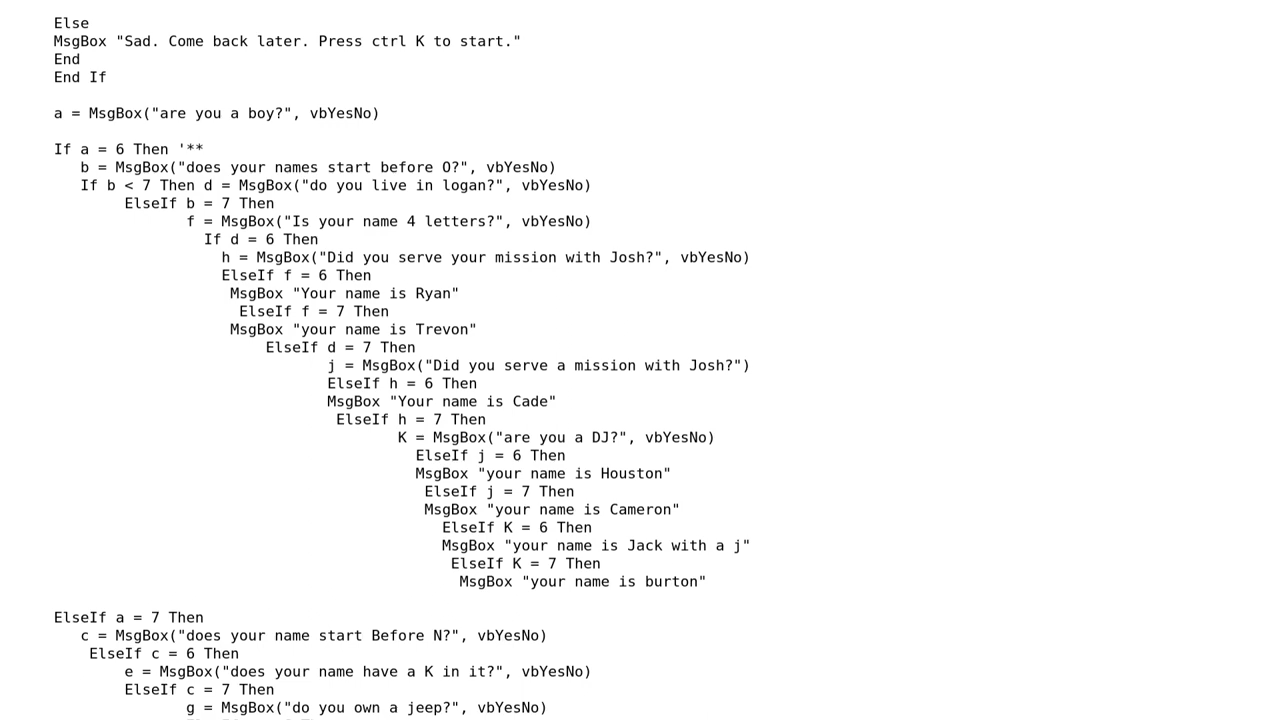 Else
MsgBox "Sad. Come back later. Press ctrl K to start."
End
End If
a = MsgBox("are you a boy?", vbYesNo)
If a = 6 Then '**
b = MsgBox("does your names start before O?", vbYesNo)
If b < 7 Then d = MsgBox("do you live in logan?", vbYesNo)
ElseIf b = 7 Then
f = MsgBox("Is your name 4 letters?", vbYesNo)
If d = 6 Then
h = MsgBox("Did you serve your mission with Josh?", vbYesNo)
ElseIf f = 6 Then
MsgBox "Your name is Ryan"
ElseIf f = 7 Then
MsgBox "your name is Trevon"
ElseIf d = 7 Then
j = MsgBox("Did you serve a mission with Josh?")
ElseIf h = 6 Then
MsgBox "Your name is Cade"
ElseIf h = 7 Then
K = MsgBox("are you a DJ?", vbYesNo)
ElseIf j = 6 Then
MsgBox "your name is Houston"
ElseIf j = 7 Then
MsgBox "your name is Cameron"
ElseIf K = 6 Then
MsgBox "your name is Jack with a j"
ElseIf K = 7 Then
MsgBox "your name is burton"
ElseIf a = 7 Then
c = MsgBox("does your name start Before N?", vbYesNo)
ElseIf c = 6 Then
e = MsgBox("does your name have a K in it?", vbYesNo)
ElseIf c = 7 Then
g = MsgBox("do you own a jeep?", vbYesNo)